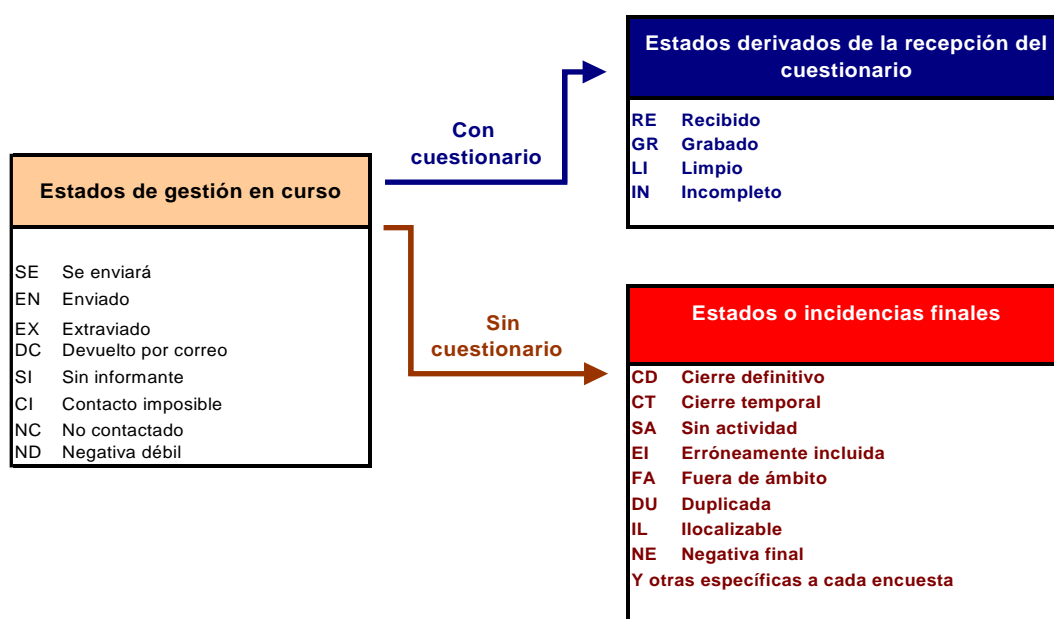 Estados de gestión en curso
SE Se enviará
EN Enviado
EX Extraviado
DC Devuelto por correo
SI Sin informante
CI Contacto imposible
NC No contactado
ND Negativa débil
Con
cuestionario
Estados derivados de la recepción del
cuestionario
RE Recibido
GR Grabado
LI Limpio
IN Incompleto
Sin
cuestionario
Estados o incidencias finales
CD Cierre definitivo
CT Cierre temporal
SA Sin actividad
EI Erróneamente incluida
FA Fuera de ámbito
DU Duplicada
IL Ilocalizable
NE Negativa final
Y otras específicas a cada encuesta